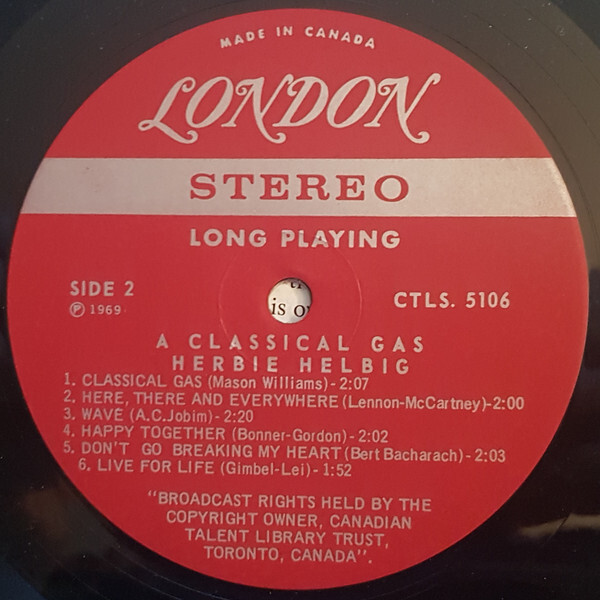 MADE IN CANADA
LONDON
STEREO
LONG PLAYING
SIDE 2
Ⓟ 1969
CTLS. 5106
is o
A CLASSICAL GAS
HERBIE HELBIG
1. CLASSICAL GAS (Mason Williams) - 2:07
2. HERE, THERE AND EVERYWHERE (Lennon-McCartney)-2:00
3. WAVE (A.C.Jobim) - 2:20
4. HAPPY TOGETHER (Bonner-Gordon) - 2:02
5. DON'T GO BREAKING MY HEART (Bert Bacharach) - 2:03
6. LIVE FOR LIFE (Gimbel-Lei) - 1:52
"BROADCAST RIGHTS HELD BY THE
COPYRIGHT OWNER, CANADIAN
TALENT LIBRARY TRUST,
TORONTO, CANADA".